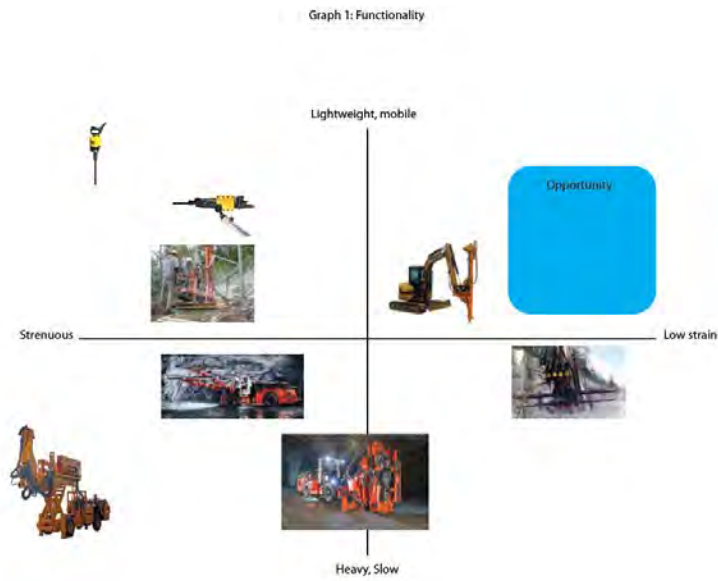 Graph 1: Functionality
Lightweight, mobile
Opportunity
Strenuous
Low strain
Heavy, Slow